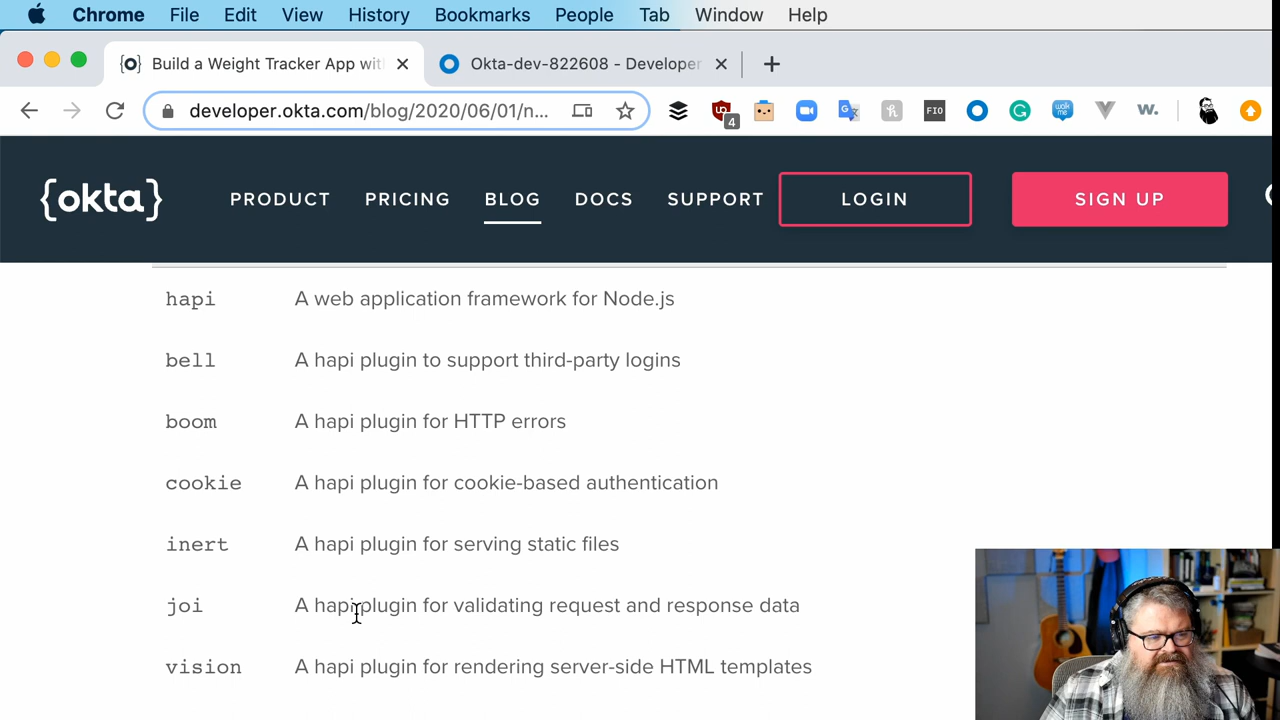 Chrome File Edit View History Bookmarks People Tab Window Help
Build a Weight Tracker App wit
Okta-dev-822608 - Developer
developer.okta.com/blog/2020/06/01/n...
4
FIO
w.
{okta} PRODUCT PRICING BLOG DOCS SUPPORT LOGIN SIGN UP
hapi A web application framework for Node.js
bell A hapi plugin to support third-party logins
boom A hapi plugin for HTTP errors
cookie A hapi plugin for cookie-based authentication
inert A hapi plugin for serving static files
joi A hapi plugin for validating request and response data
vision A hapi plugin for rendering server-side HTML templates